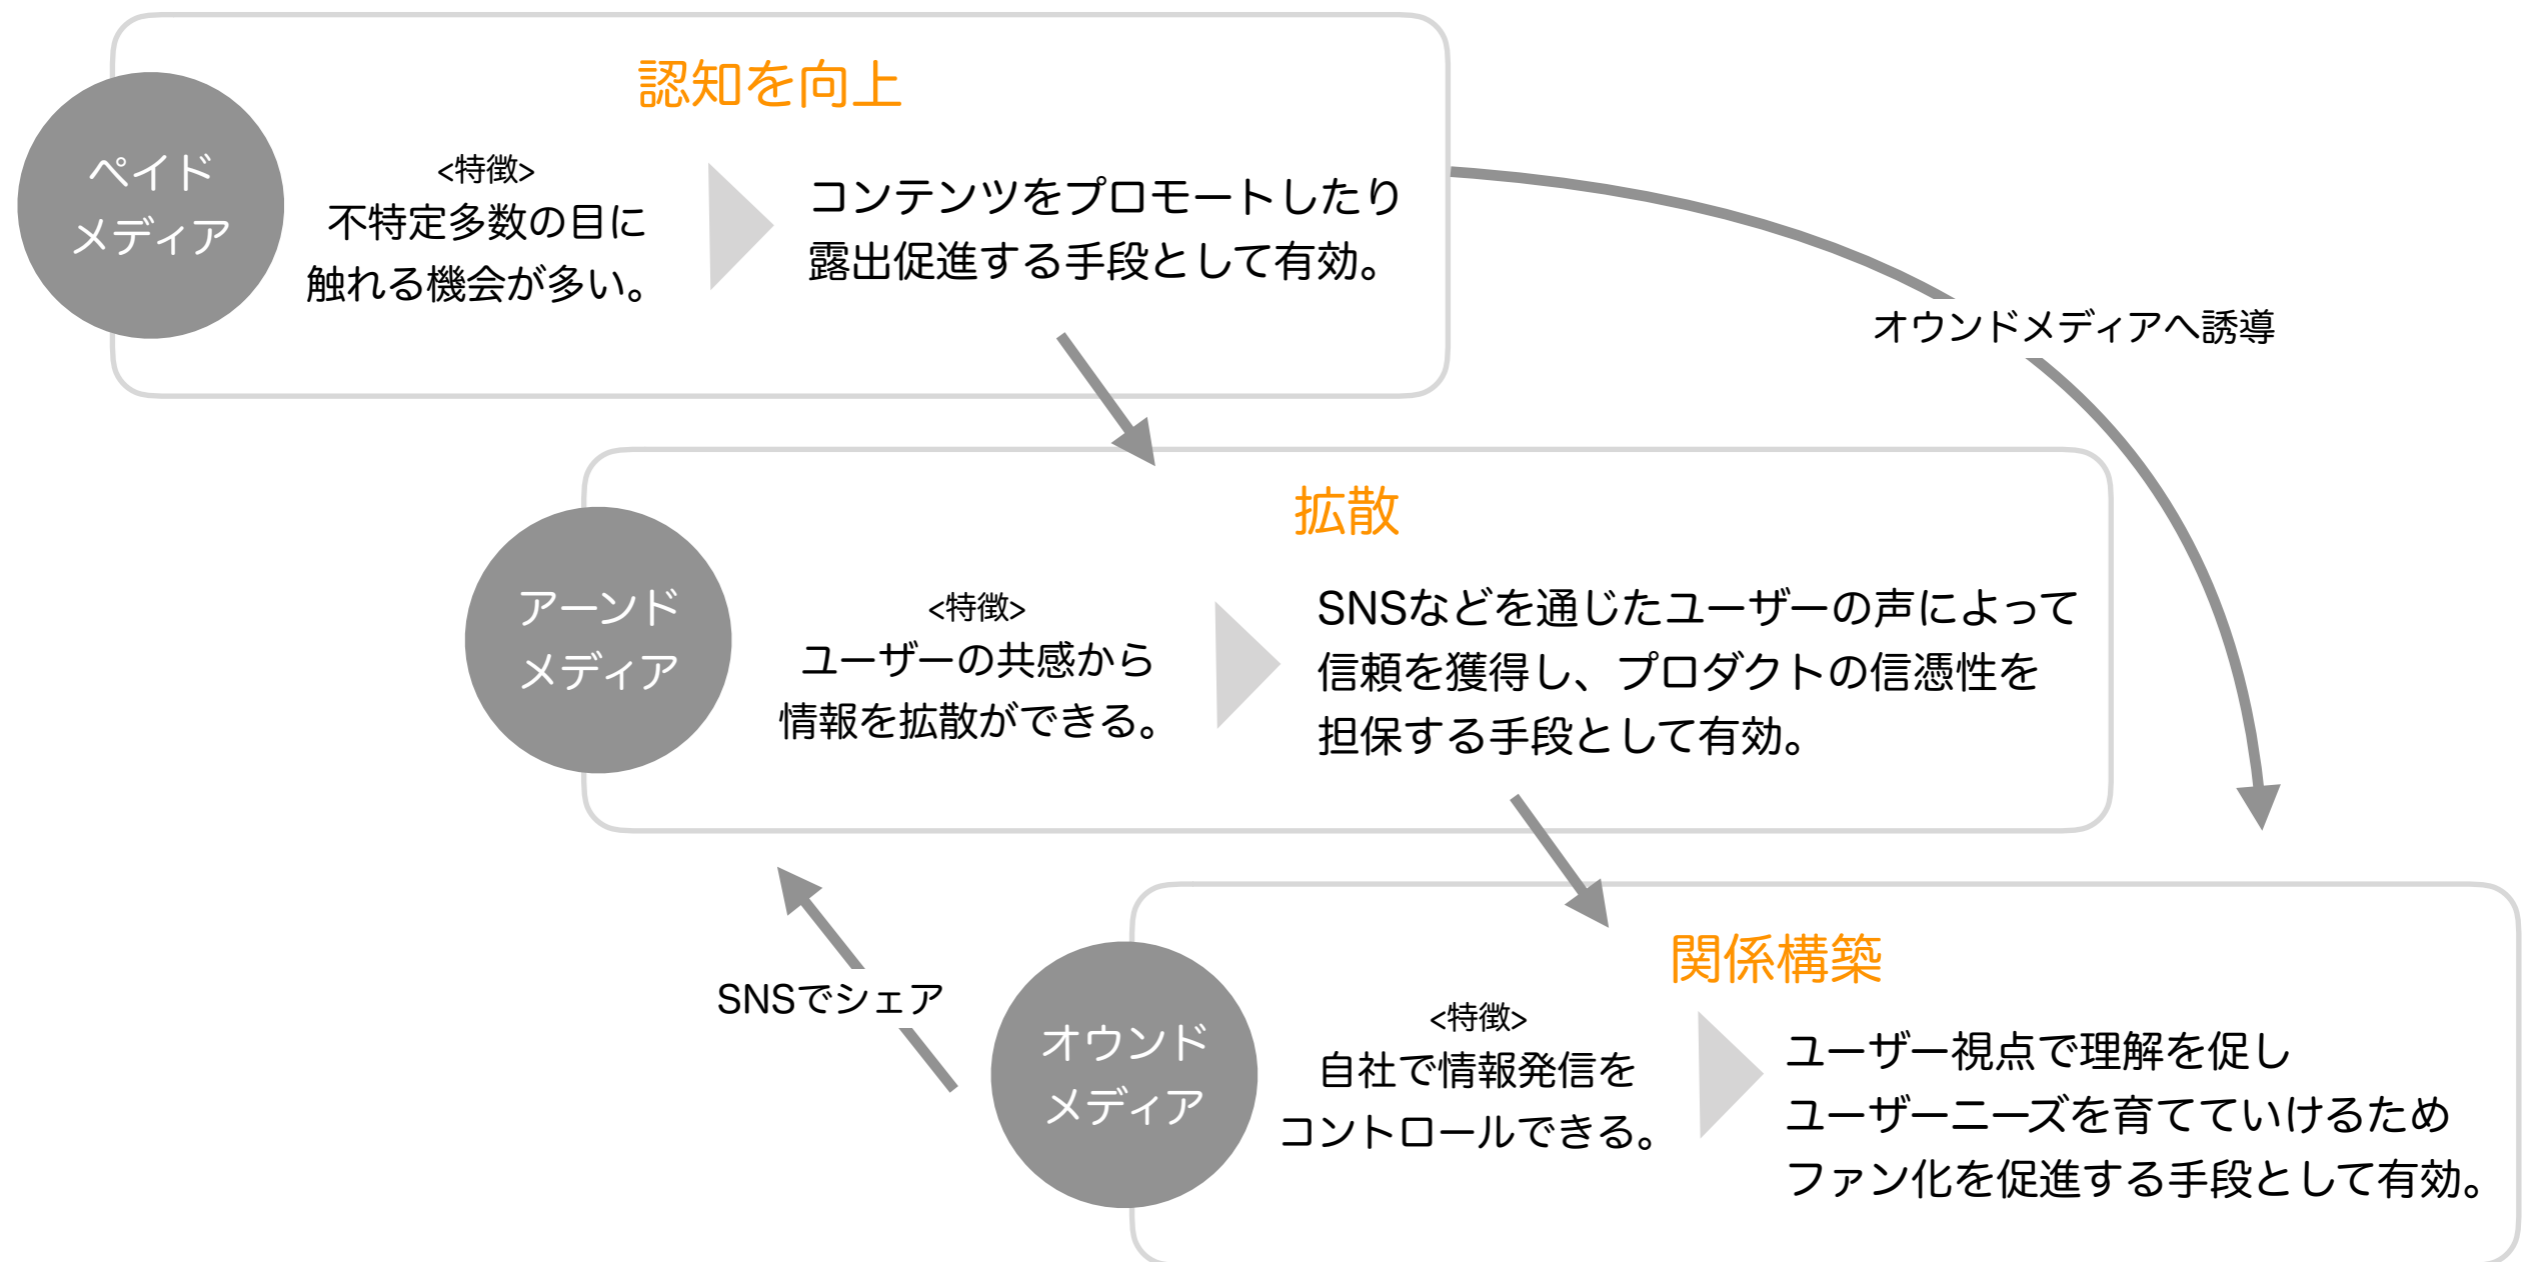 認知を向上
ペイド
メディア
<特徴>
不特定多数の目に
触れる機会が多い。
コンテンツをプロモートしたり
露出促進する手段として有効。
オウンドメディアへ誘導
拡散
アーンド
メディア
<特徴>
ユーザーの共感から
情報を拡散ができる。
SNSなどを通じたユーザーの声によって
信頼を獲得し、プロダクトの信憑性を
担保する手段として有効。
SNSでシェア
関係構築
オウンド
メディア
<特徴>
自社で情報発信を
コントロールできる。
ユーザー視点で理解を促し
ユーザーニーズを育てていけるため
ファン化を促進する手段として有効。